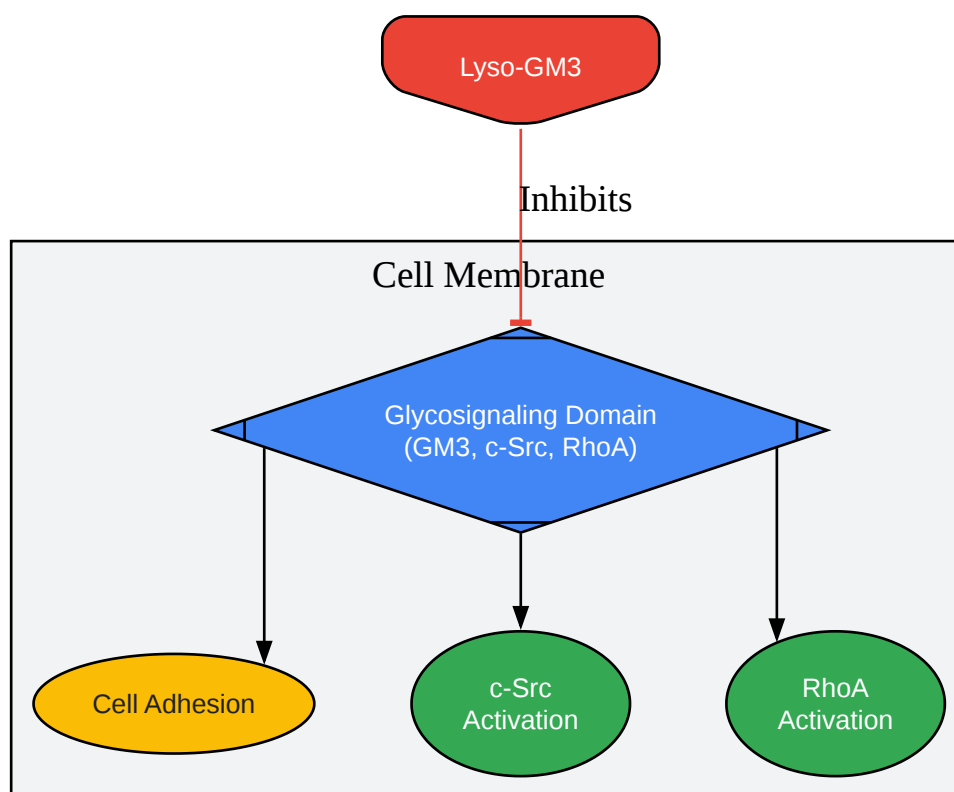 Lyso-GM3
Inhibits
Cell Membrane
Glycosignaling Domain
(GM3, c-Src, RhoA)
Cell Adhesion
c-Src
Activation
RhoA
Activation